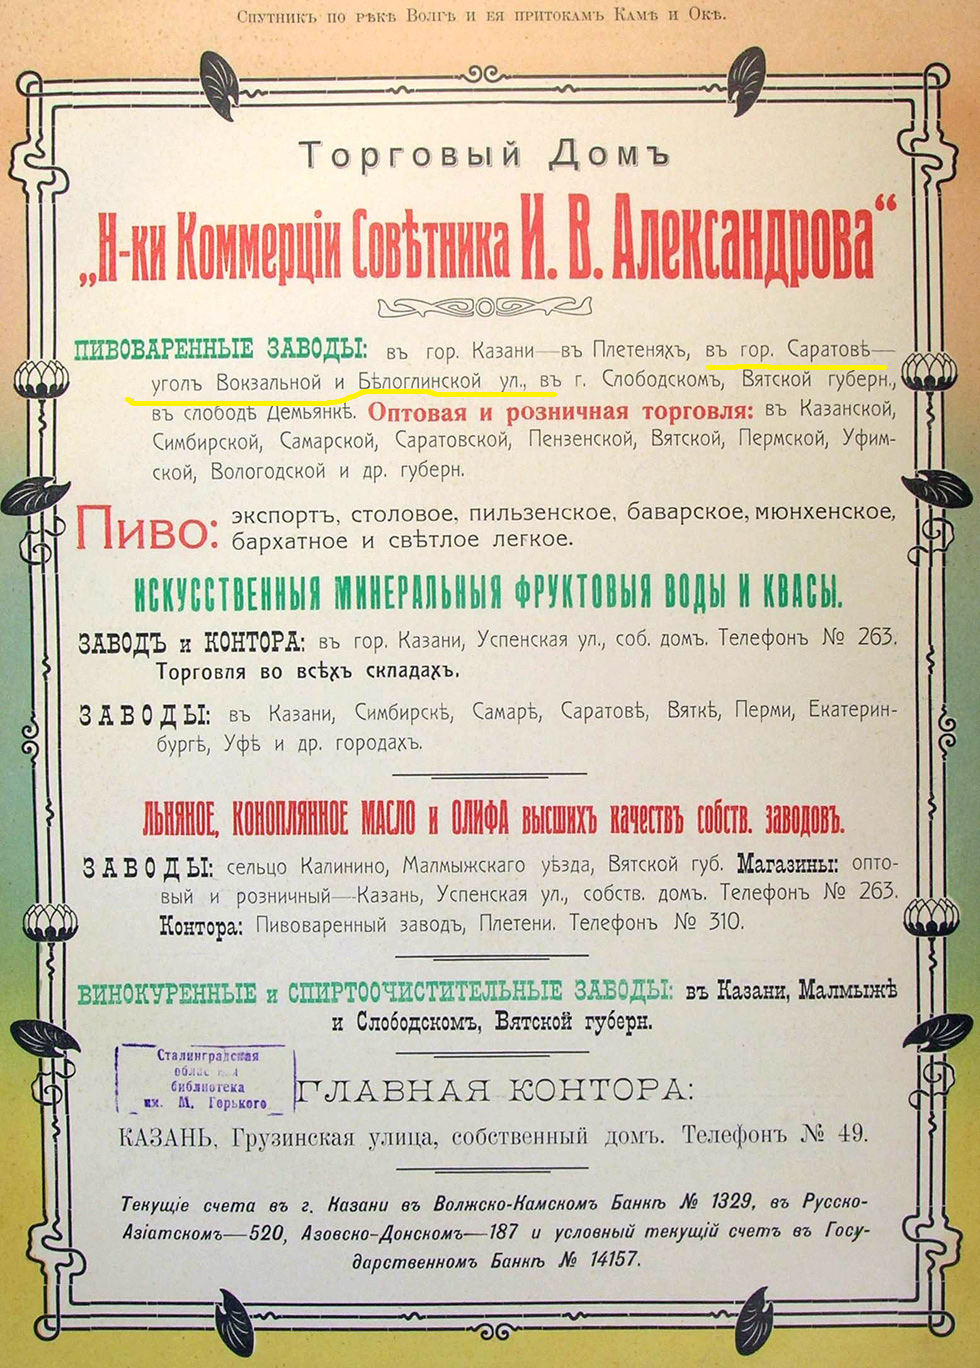 Спутникъ по рѣкѣ Волгѣ и ея притокамъ Камѣ и Окѣ.
Торговый Домъ
„Н-ки Коммерціи Совѣтника И. В. Александрова“
ПИВОВАРЕННЫЕ ЗАВОДЫ: въ гор. Казани—въ Плетеняхъ, въ гор. Саратовѣ—
уголъ Вокзальной и Бѣлоглинской ул., въ г. Слободскомъ, Вятской губерн.,
въ слободѣ Демьянкѣ. Оптовая и розничная торговля: въ Казанской,
Симбирской, Самарской, Саратовской, Пензенской, Вятской, Пермской, Уфим-
ской, Вологодской и др. губерн.
Пиво: экспортъ, столовое, пильзенское, баварское, мюнхенское,
бархатное и свѣтлое легкое.
ИСКУССТВЕННЫЯ МИНЕРАЛЬНЫЯ ФРУКТОВЫЯ ВОДЫ И КВАСЫ.
ЗАВОДЪ и КОНТОРА: въ гор. Казани, Успенская ул., соб. домъ. Телефонъ № 263.
Торговля во всѣхъ складахъ.
ЗАВОДЫ: въ Казани, Симбирскѣ, Самарѣ, Саратовѣ, Вяткѣ, Перми, Екатерин-
бургѣ, Уфѣ и др. городахъ.
ЛЬНЯНОЕ, КОНОПЛЯННОЕ МАСЛО и ОЛИФА высшихъ качествъ собств. заводовъ.
ЗАВОДЫ: сельцо Калинино, Малмыжскаго уѣзда, Вятской губ. Магазины: опто-
вый и розничный—Казань, Успенская ул., собств. домъ. Телефонъ № 263.
Контора: Пивоваренный заводъ, Плетени. Телефонъ № 310.
ВИНОКУРЕННЫЕ и СПИРТООЧИСТИТЕЛЬНЫЕ ЗАВОДЫ: въ Казани, Малмыжѣ
и Слободскомъ, Вятской губерн.
Сталинградская
библиотека
им. М. Горького
ГЛАВНАЯ КОНТОРА:
КАЗАНЬ, Грузинская улица, собственный домъ. Телефонъ № 49.
Текущіе счета въ г. Казани въ Волжско-Камскомъ Банкѣ № 1329, въ Русско-
Азіатскомъ—520, Азовско-Донскомъ—187 и условный текущій счетъ въ Госу-
дарственномъ Банкѣ № 14157.